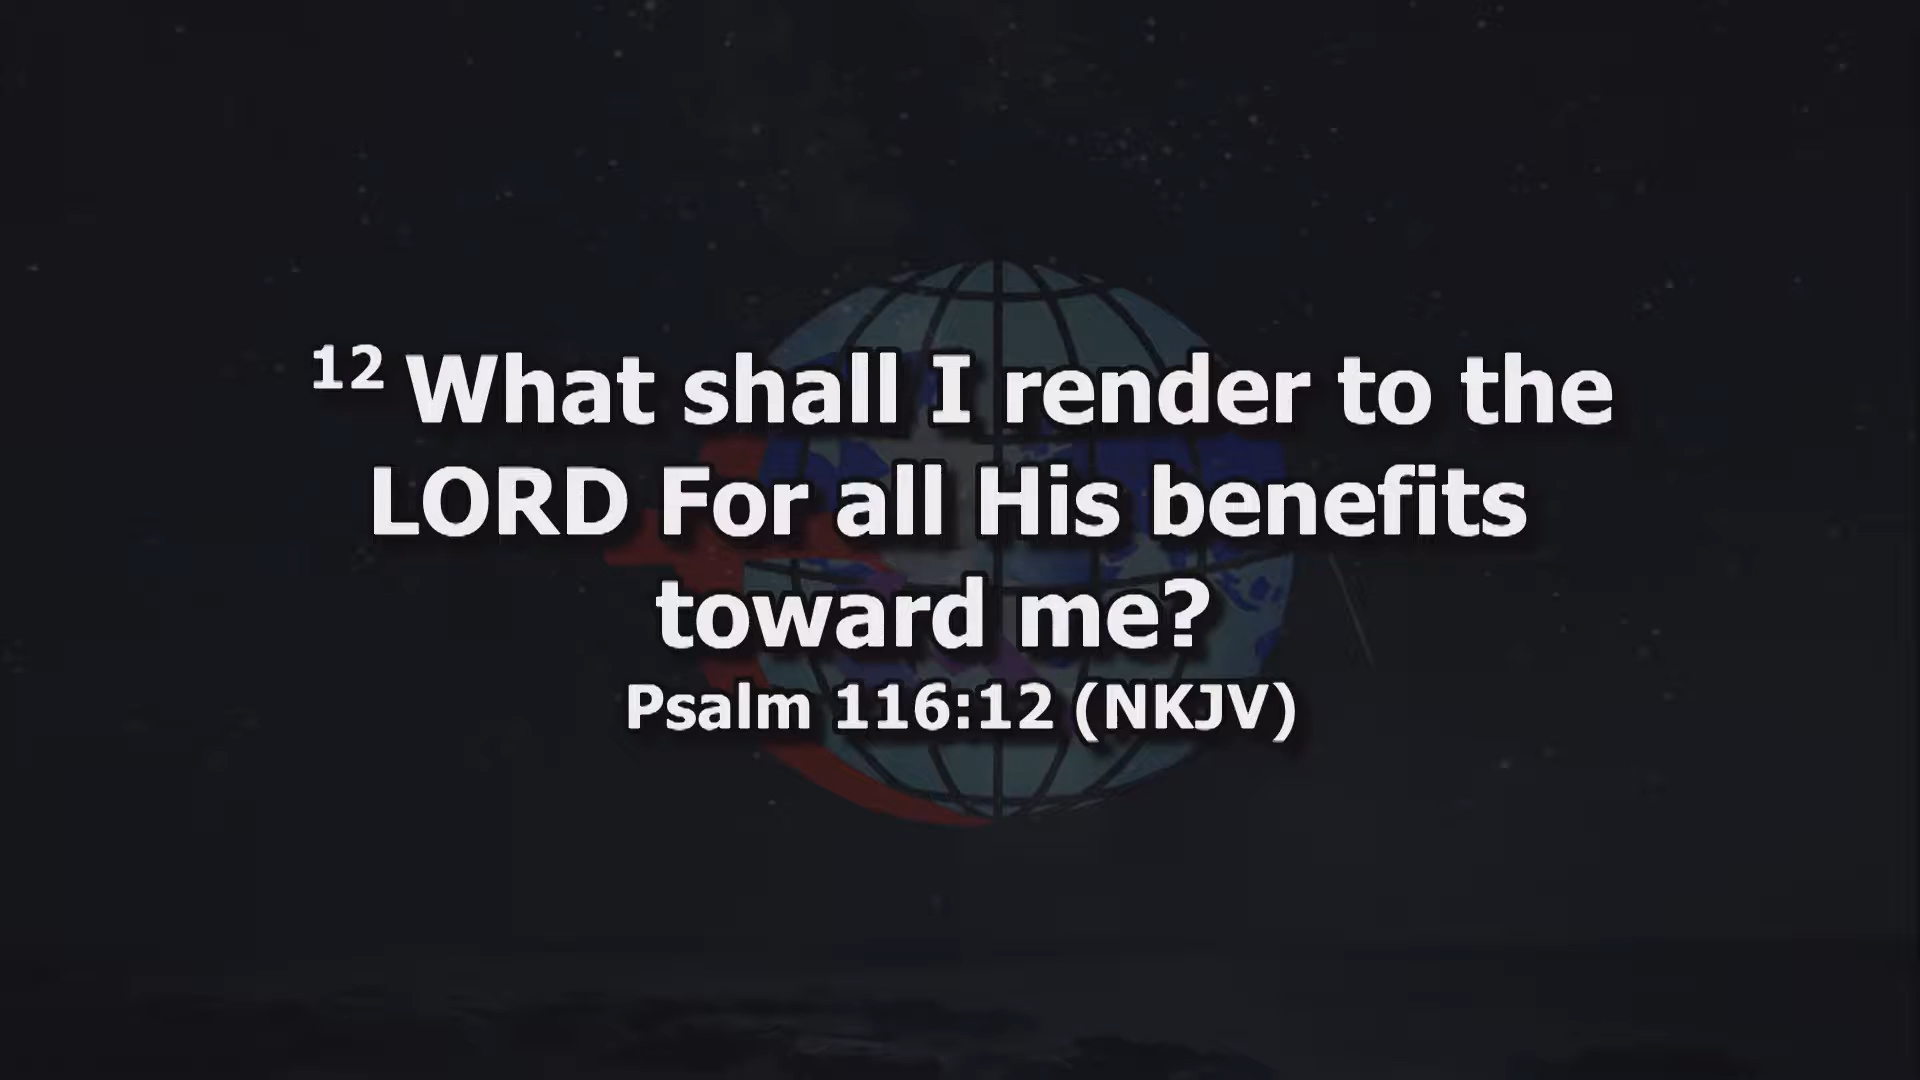 12 What shall I render to the
LORD For all His benefits
toward me?
Psalm 116:12 (NKJV)